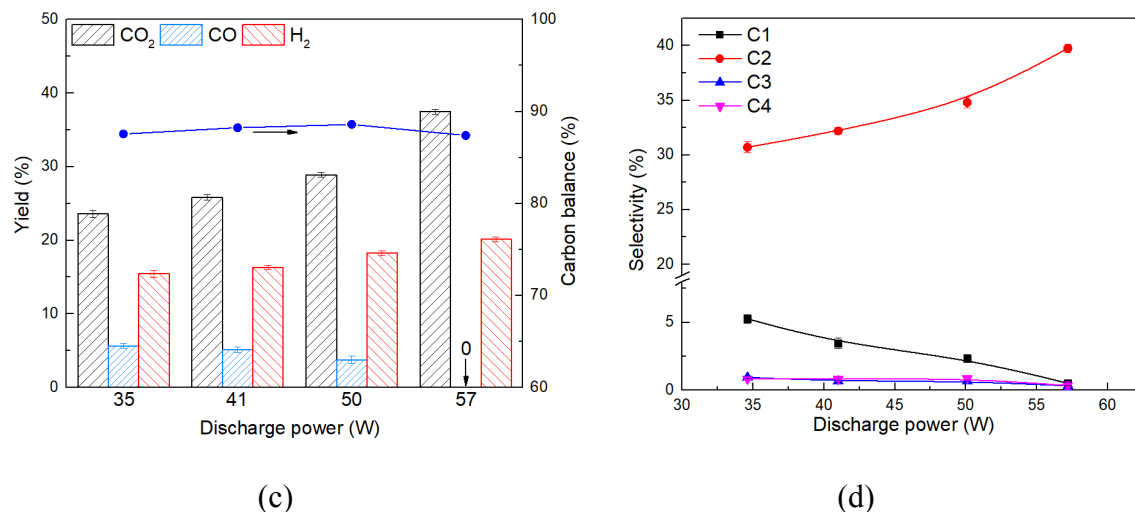 CO₂ CO H₂
Yield (%)
50
40
30
20
10
0
Carbon balance (%)
100
90
80
70
60
0
35 41 50 57
Discharge power (W)
(c)
C1
C2
C3
C4
Selectivity (%)
40
35
30
25
20
5
0
30 35 40 45 50 55 60
Discharge power (W)
(d)